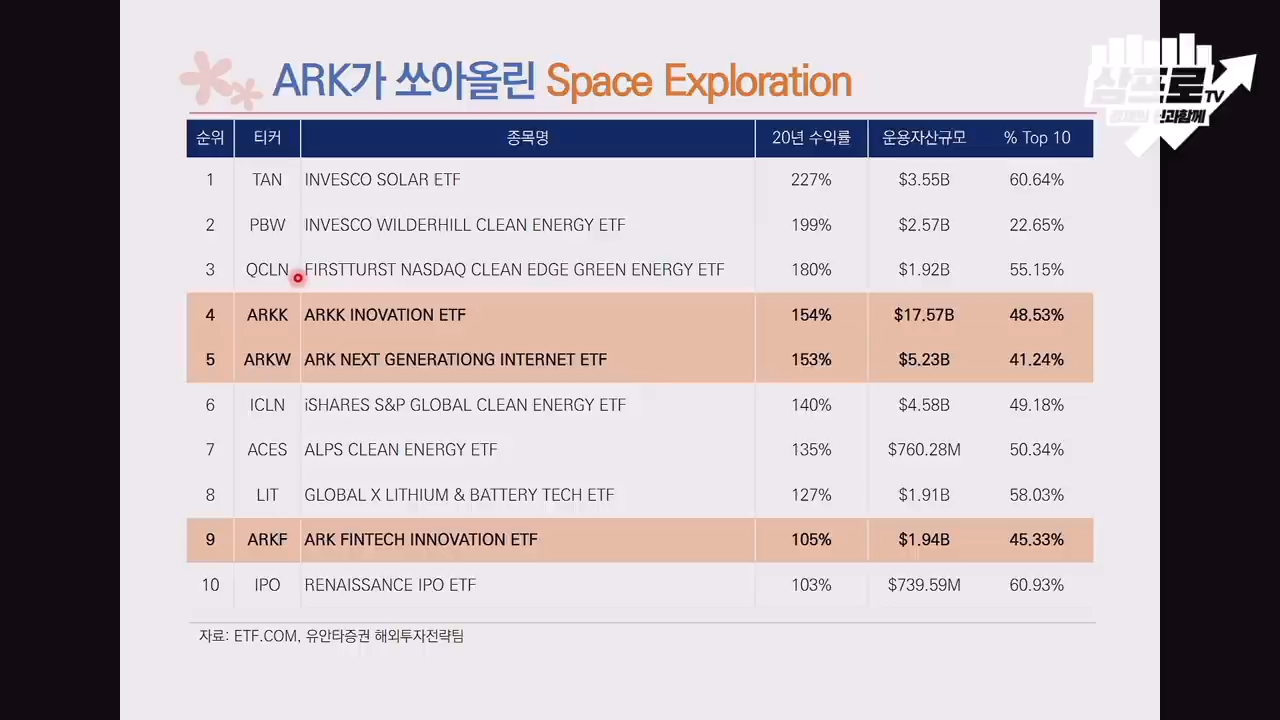 ARK가 쏘아올린 Space Exploration
삼프로TV
순위 티커 종목명 20년 수익률 운용자산규모 % Top 10
1 TAN INVESCO SOLAR ETF 227% $3.55B 60.64%
2 PBW INVESCO WILDERHILL CLEAN ENERGY ETF 199% $2.57B 22.65%
3 QCLN FIRSTTURST NASDAQ CLEAN EDGE GREEN ENERGY ETF 180% $1.92B 55.15%
4 ARKK ARKK INOVATION ETF 154% $17.57B 48.53%
5 ARKW ARK NEXT GENERATIONG INTERNET ETF 153% $5.23B 41.24%
6 ICLN iSHARES S&P GLOBAL CLEAN ENERGY ETF 140% $4.58B 49.18%
7 ACES ALPS CLEAN ENERGY ETF 135% $760.28M 50.34%
8 LIT GLOBAL X LITHIUM & BATTERY TECH ETF 127% $1.91B 58.03%
9 ARKF ARK FINTECH INNOVATION ETF 105% $1.94B 45.33%
10 IPO RENAISSANCE IPO ETF 103% $739.59M 60.93%
자료: ETF.COM, 유안타증권 해외투자전략팀